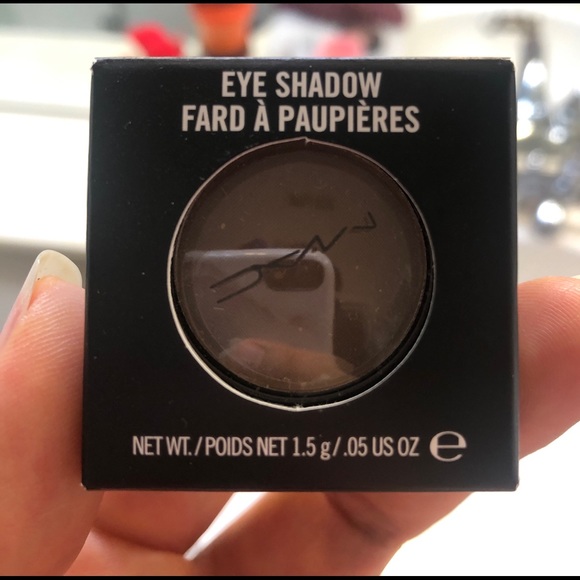 EYE SHADOW
FARD À PAUPIÈRES
NET WT./POIDS NET 1.5 g/.05 US OZ ℮